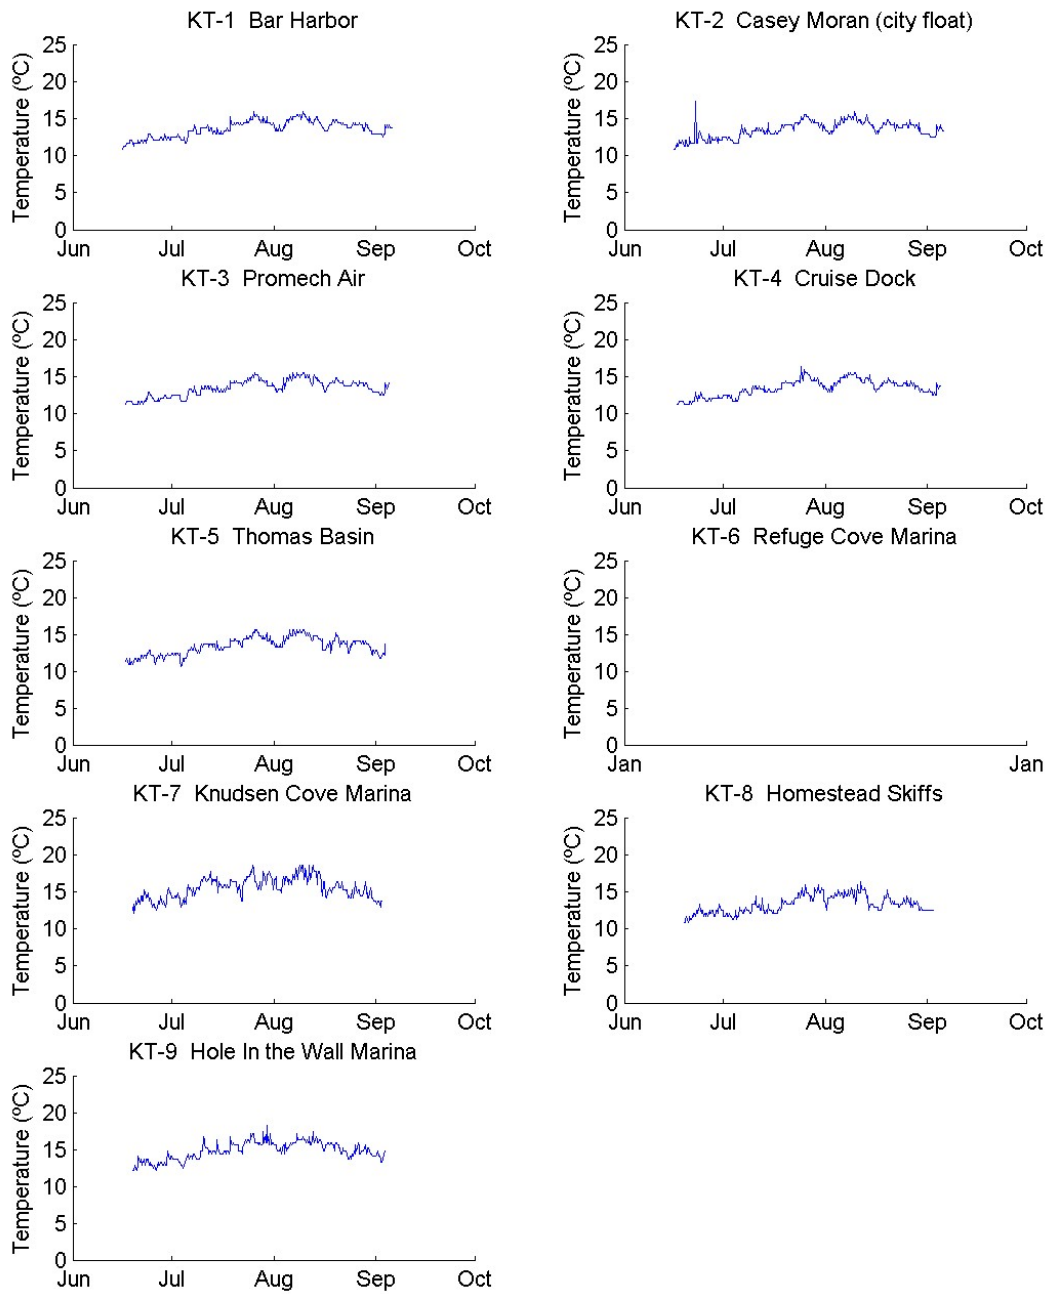 KT-1 Bar Harbor
Temperature (ºC)
25
20
15
10
5
0
Jun Jul Aug Sep Oct
KT-2 Casey Moran (city float)
Temperature (ºC)
25
20
15
10
5
0
Jun Jul Aug Sep Oct
KT-3 Promech Air
Temperature (ºC)
25
20
15
10
5
0
Jun Jul Aug Sep Oct
KT-4 Cruise Dock
Temperature (ºC)
25
20
15
10
5
0
Jun Jul Aug Sep Oct
KT-5 Thomas Basin
Temperature (ºC)
25
20
15
10
5
0
Jun Jul Aug Sep Oct
KT-6 Refuge Cove Marina
Temperature (ºC)
25
20
15
10
5
0
Jan Jan
KT-7 Knudsen Cove Marina
Temperature (ºC)
25
20
15
10
5
0
Jun Jul Aug Sep Oct
KT-8 Homestead Skiffs
Temperature (ºC)
25
20
15
10
5
0
Jun Jul Aug Sep Oct
KT-9 Hole In the Wall Marina
Temperature (ºC)
25
20
15
10
5
0
Jun Jul Aug Sep Oct